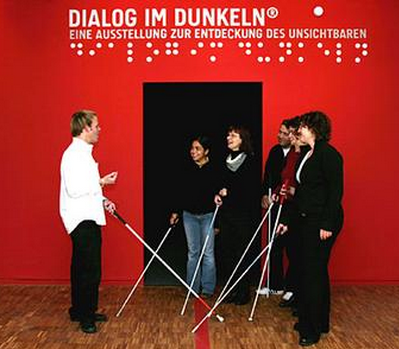 DIALOG IM DUNKELN®
EINE AUSSTELLUNG ZUR ENTDECKUNG DES UNSICHTBAREN